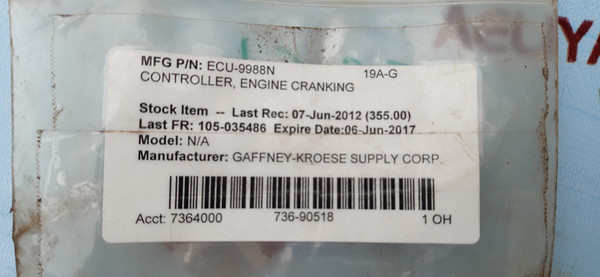 MFG P/N: ECU-9988N 19A-G
CONTROLLER, ENGINE CRANKING
Stock Item -- Last Rec: 07-Jun-2012 (355.00)
Last FR: 105-035486 Expire Date:06-Jun-2017
Model: N/A
Manufacturer: GAFFNEY-KROESE SUPPLY CORP.
Acct: 7364000 736-90518 1 OH